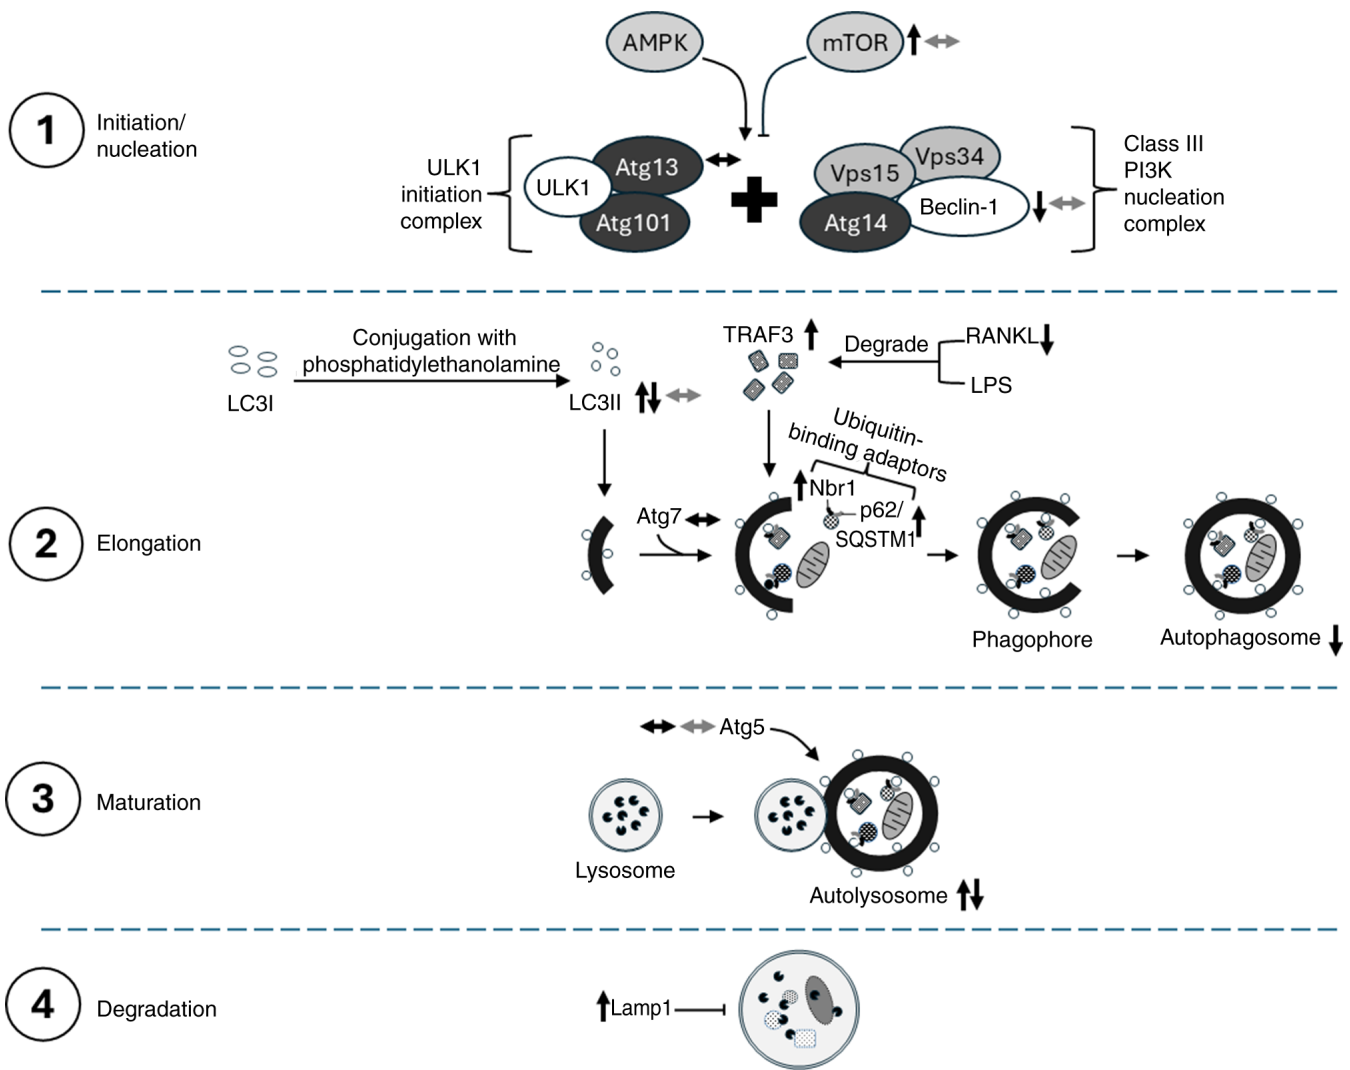 AMPK
mTOR
1
Initiation/
nucleation
ULK1
initiation
complex
ULK1
Atg13
Atg101
Vps15
Vps34
Atg14
Beclin-1
Class III
PI3K
nucleation
complex
Conjugation with
phosphatidylethanolamine
LC3I
LC3II
TRAF3
Degrade
RANKL
LPS
Ubiquitin-
binding adaptors
2
Elongation
Atg7
Nbr1
p62/
SQSTM1
Phagophore
Autophagosome
3
Maturation
Atg5
Lysosome
Autolysosome
4
Degradation
Lamp1